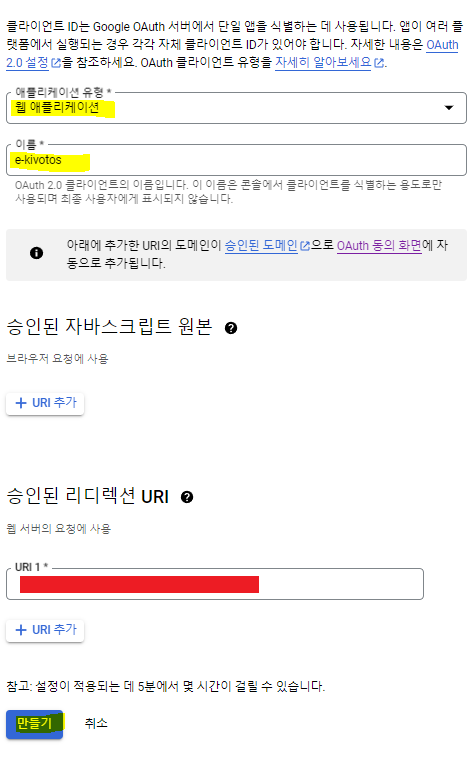 클라이언트 ID는 Google OAuth 서버에서 단일 앱을 식별하는 데 사용됩니다. 앱이 여러 플
랫폼에서 실행되는 경우 각각 자체 클라이언트 ID가 있어야 합니다. 자세한 내용은 OAuth
2.0 설정을 참조하세요. OAuth 클라이언트 유형을 자세히 알아보세요.
애플리케이션 유형 *
웹 애플리케이션
이름 *
e-kivotos
OAuth 2.0 클라이언트의 이름입니다. 이 이름은 콘솔에서 클라이언트를 식별하는 용도로만
사용되며 최종 사용자에게 표시되지 않습니다.
아래에 추가한 URI의 도메인이 승인된 도메인으로 OAuth 동의 화면에 자
동으로 추가됩니다.
승인된 자바스크립트 원본
브라우저 요청에 사용
+ URI 추가
승인된 리디렉션 URI
웹 서버의 요청에 사용
URI 1 *
+ URI 추가
참고: 설정이 적용되는 데 5분에서 몇 시간이 걸릴 수 있습니다.
만들기 취소